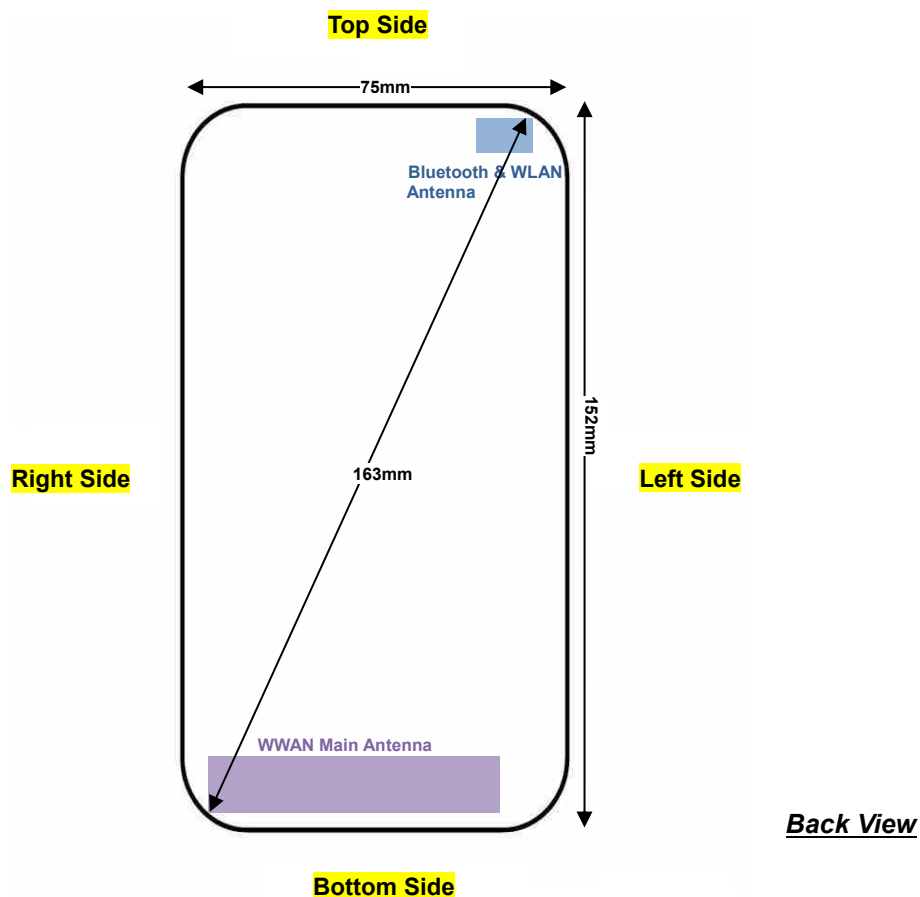 Top Side
75mm
Bluetooth & WLAN
Antenna
152mm
Right Side
163mm
Left Side
WWAN Main Antenna
Back View
Bottom Side